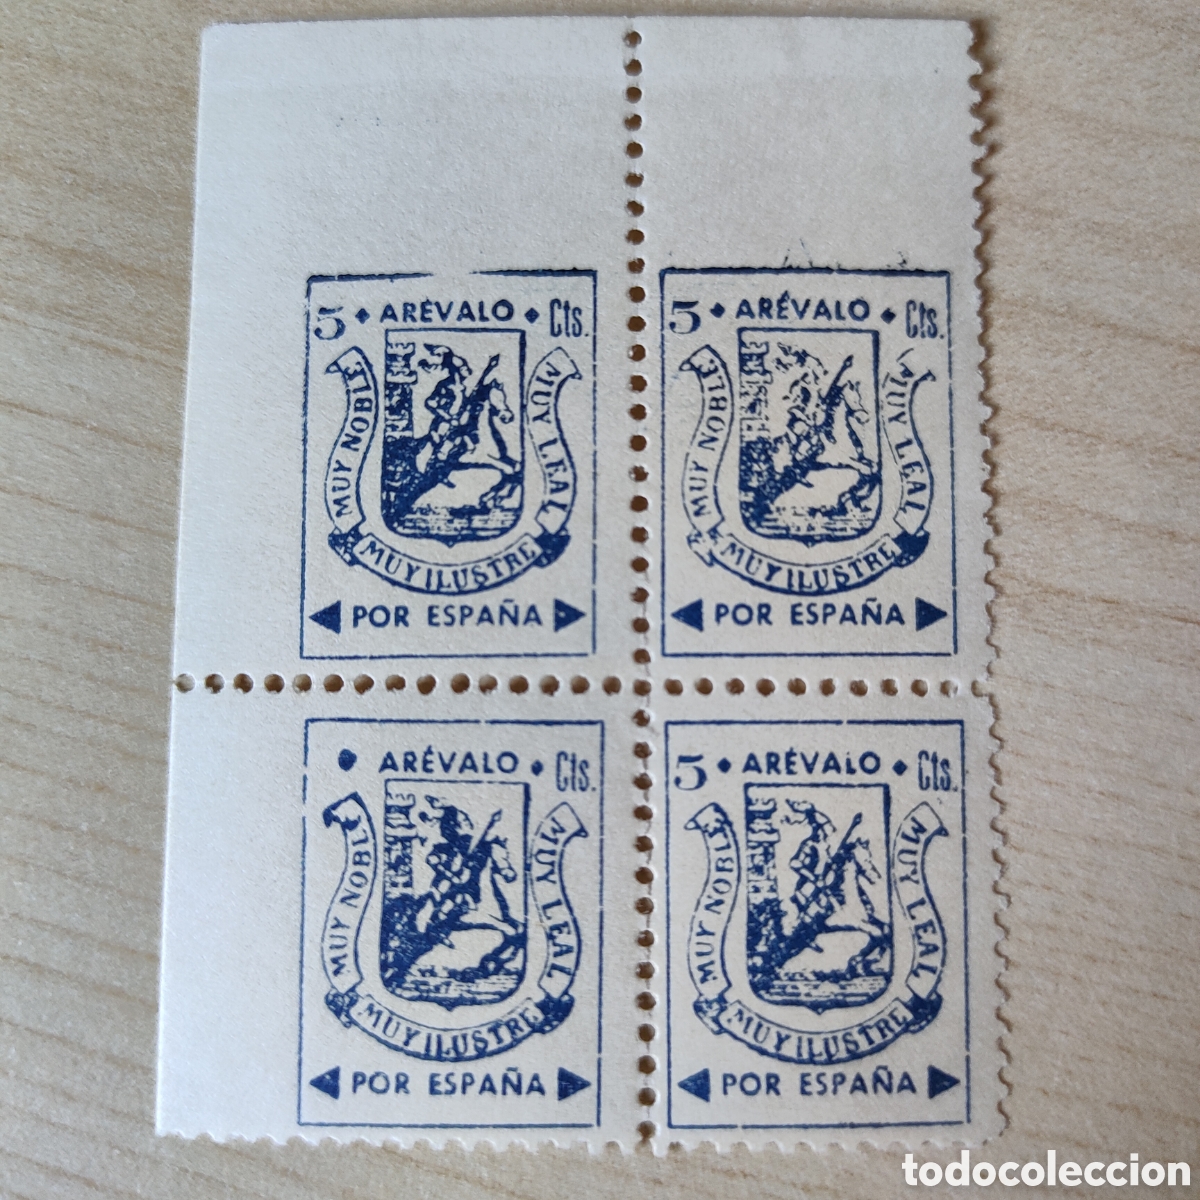 5 ♦ ARÉVALO ♦ Cts.
MUY NOBLE
MUY LEAL
MUY ILUSTRE
POR ESPAÑA
5 ♦ ARÉVALO ♦ Cts.
MUY NOBLE
MUY LEAL
MUY ILUSTRE
POR ESPAÑA
♦ ARÉVALO ♦ Cts.
MUY NOBLE
MUY LEAL
MUY ILUSTRE
POR ESPAÑA
5 ♦ ARÉVALO ♦ Cts.
MUY NOBLE
MUY LEAL
MUY ILUSTRE
POR ESPAÑA
todocoleccion